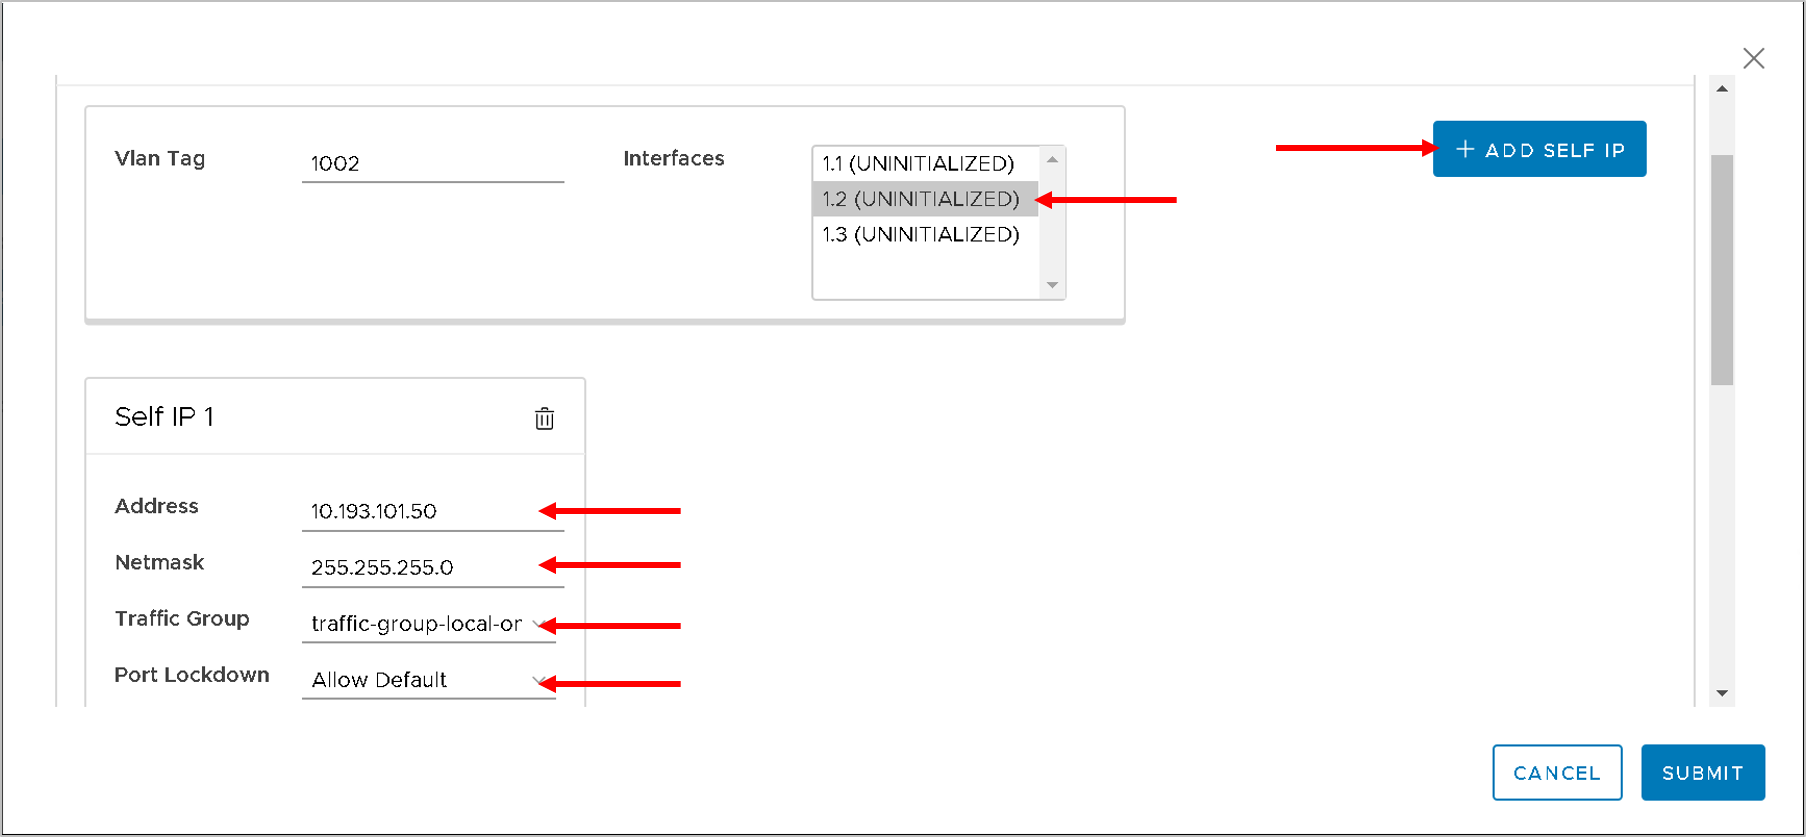 Vlan Tag
1002
Interfaces
1.1 (UNINITIALIZED)
1.2 (UNINITIALIZED)
1.3 (UNINITIALIZED)
+ ADD SELF IP
Self IP 1
Address
10.193.101.50
Netmask
255.255.255.0
Traffic Group
traffic-group-local-or
Port Lockdown
Allow Default
CANCEL
SUBMIT